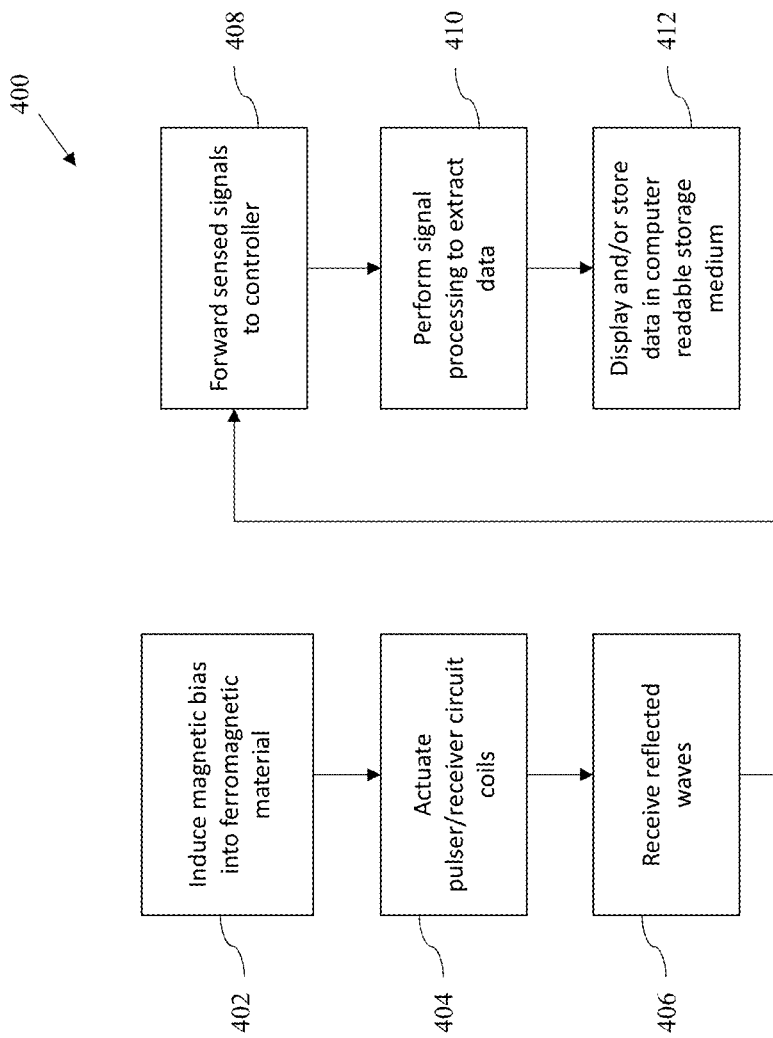 400
Induce magnetic bias
into ferromagnetic
material
402
Actuate
pulser/receiver circuit
coils
404
Receive reflected
waves
406
Forward sensed signals
to controller
408
Perform signal
processing to extract
data
410
Display and/or store
data in computer
readable storage
medium
412